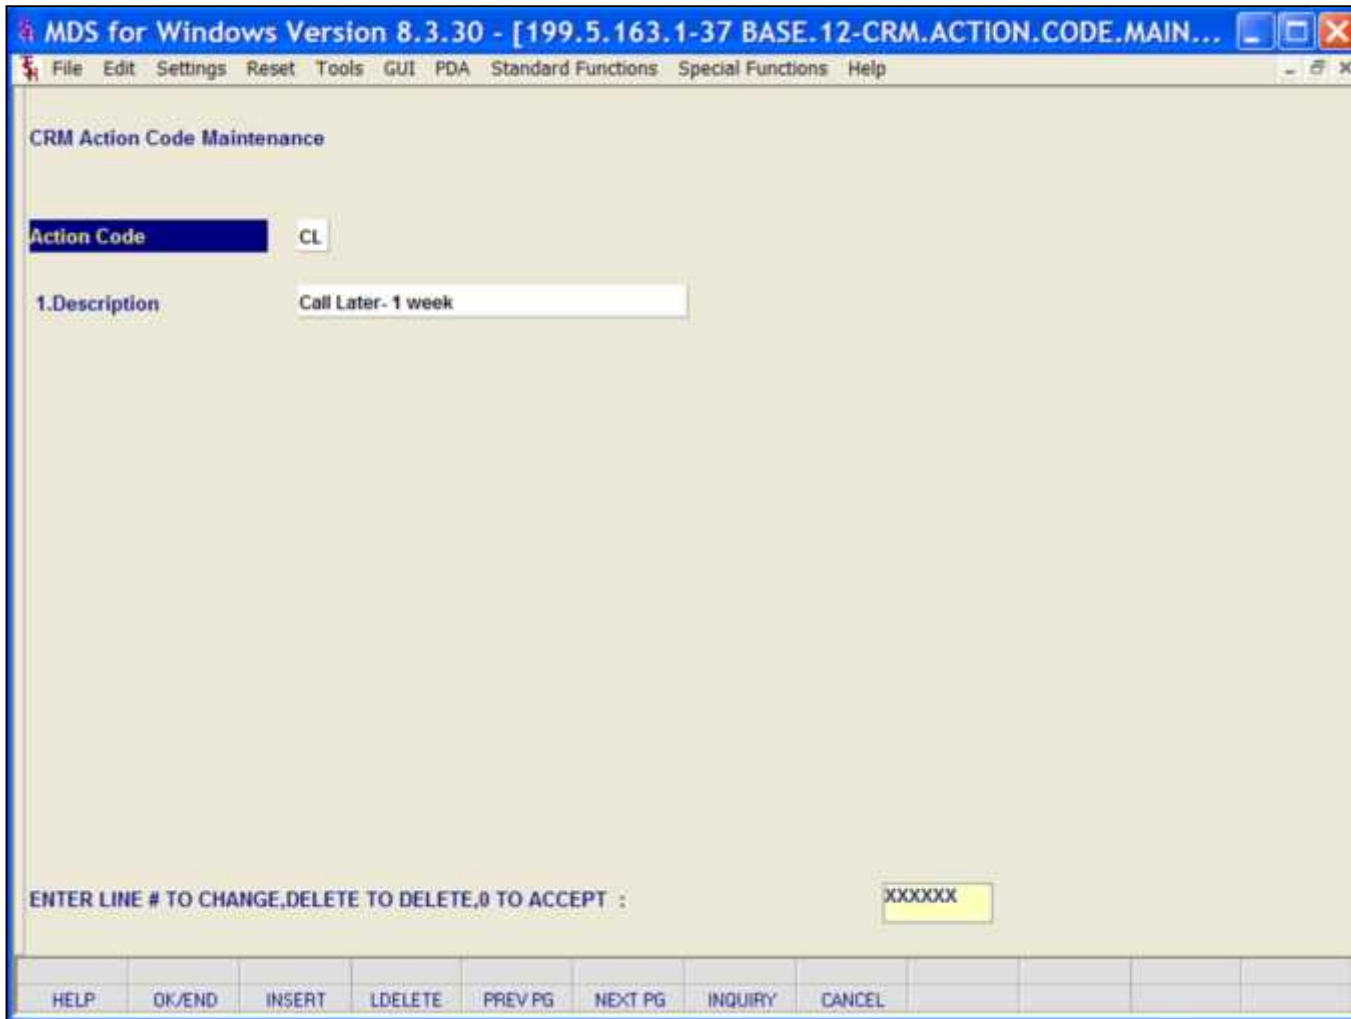 MDS for Windows Version 8.3.30 - [199.5.163.1-37 BASE.12-CRM.ACTION.CODE.MAIN...
File Edit Settings Reset Tools GUI PDA Standard Functions Special Functions Help
CRM Action Code Maintenance
Action Code CL
1.Description Call Later- 1 week
ENTER LINE # TO CHANGE,DELETE TO DELETE,0 TO ACCEPT : XXXXXX
HELP OK/END INSERT LDELETE PREV PG NEXT PG INQUIRY CANCEL